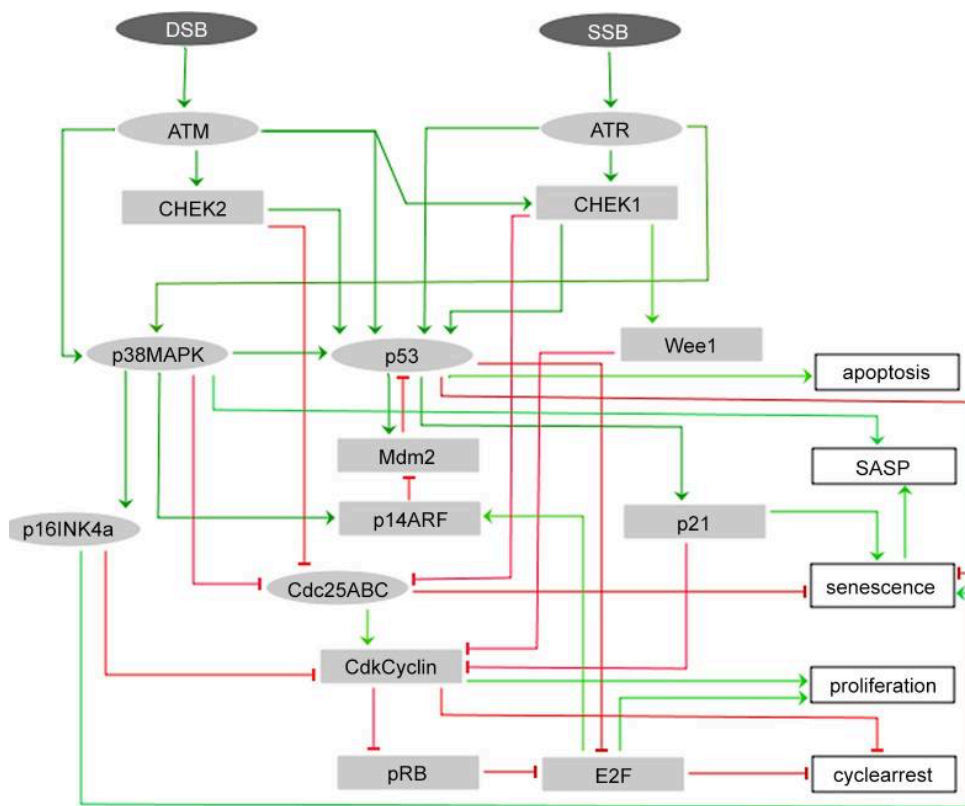 DSB
SSB
ATM
ATR
CHEK2
CHEK1
p38MAPK
p53
Wee1
apoptosis
Mdm2
SASP
p16INK4a
p14ARF
p21
Cdc25ABC
senescence
CdkCyclin
proliferation
pRB
E2F
cyclearrest